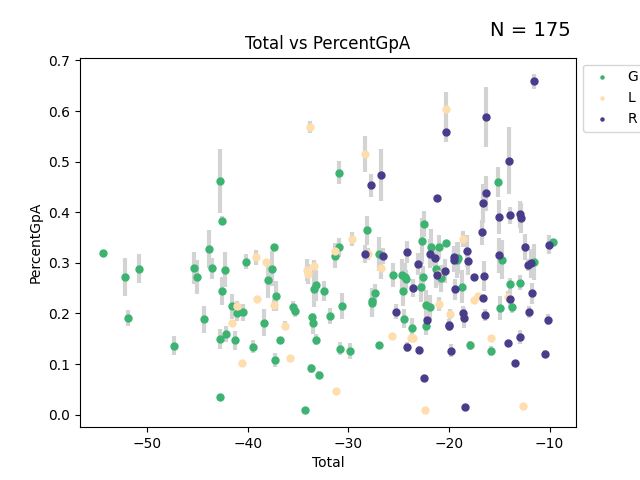 N = 175
Total vs PercentGpA
G
L
R
0.7
0.6
0.5
0.4
0.3
0.2
0.1
0.0
PercentGpA
−50
−40
−30
−20
−10
Total